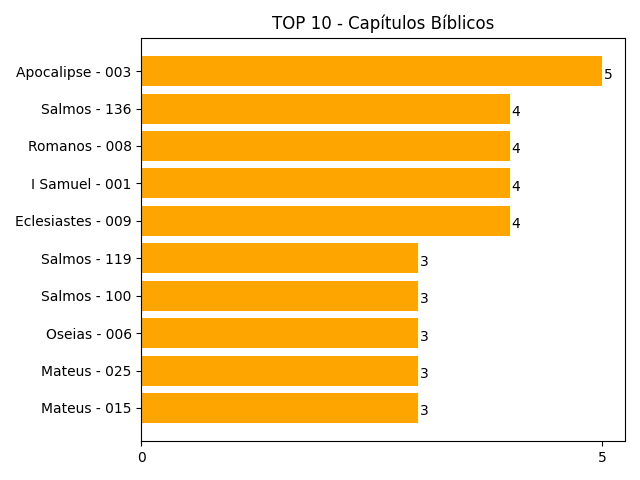 TOP 10 - Capítulos Bíblicos
Apocalipse - 003 5
Salmos - 136 4
Romanos - 008 4
I Samuel - 001 4
Eclesiastes - 009 4
Salmos - 119 3
Salmos - 100 3
Oseias - 006 3
Mateus - 025 3
Mateus - 015 3
0 5